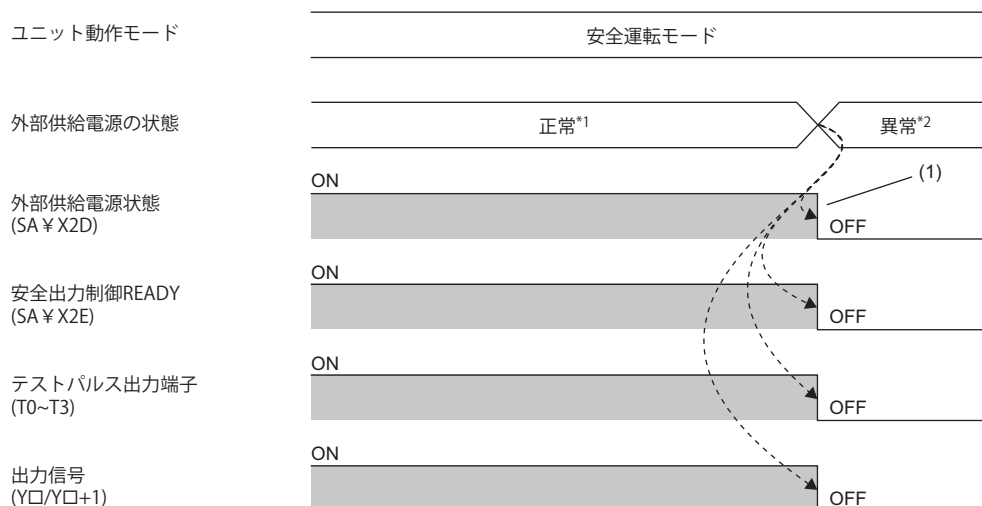 ユニット動作モード
安全運転モード
外部供給電源の状態
正常*1
異常*2
(1)
外部供給電源状態
(SA¥X2D)
ON
OFF
安全出力制御READY
(SA¥X2E)
ON
OFF
テストパルス出力端子
(T0~T3)
ON
OFF
出力信号
(Y□/Y□+1)
ON
OFF